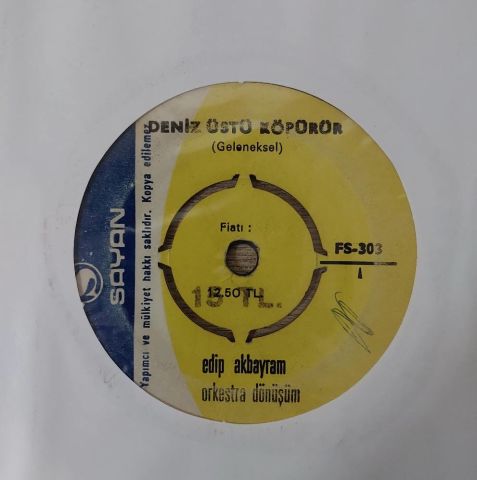 DENİZ ÜSTÜ KÖPÜRÜR
(Geleneksel)
Yapımcı ve mülkiyet hakkı saklıdır. Kopya edilemez
SAYAN
Fiatı :
FS-303
A
12.50 TL
15 TL.
edip akbayram
orkestra dönüşüm